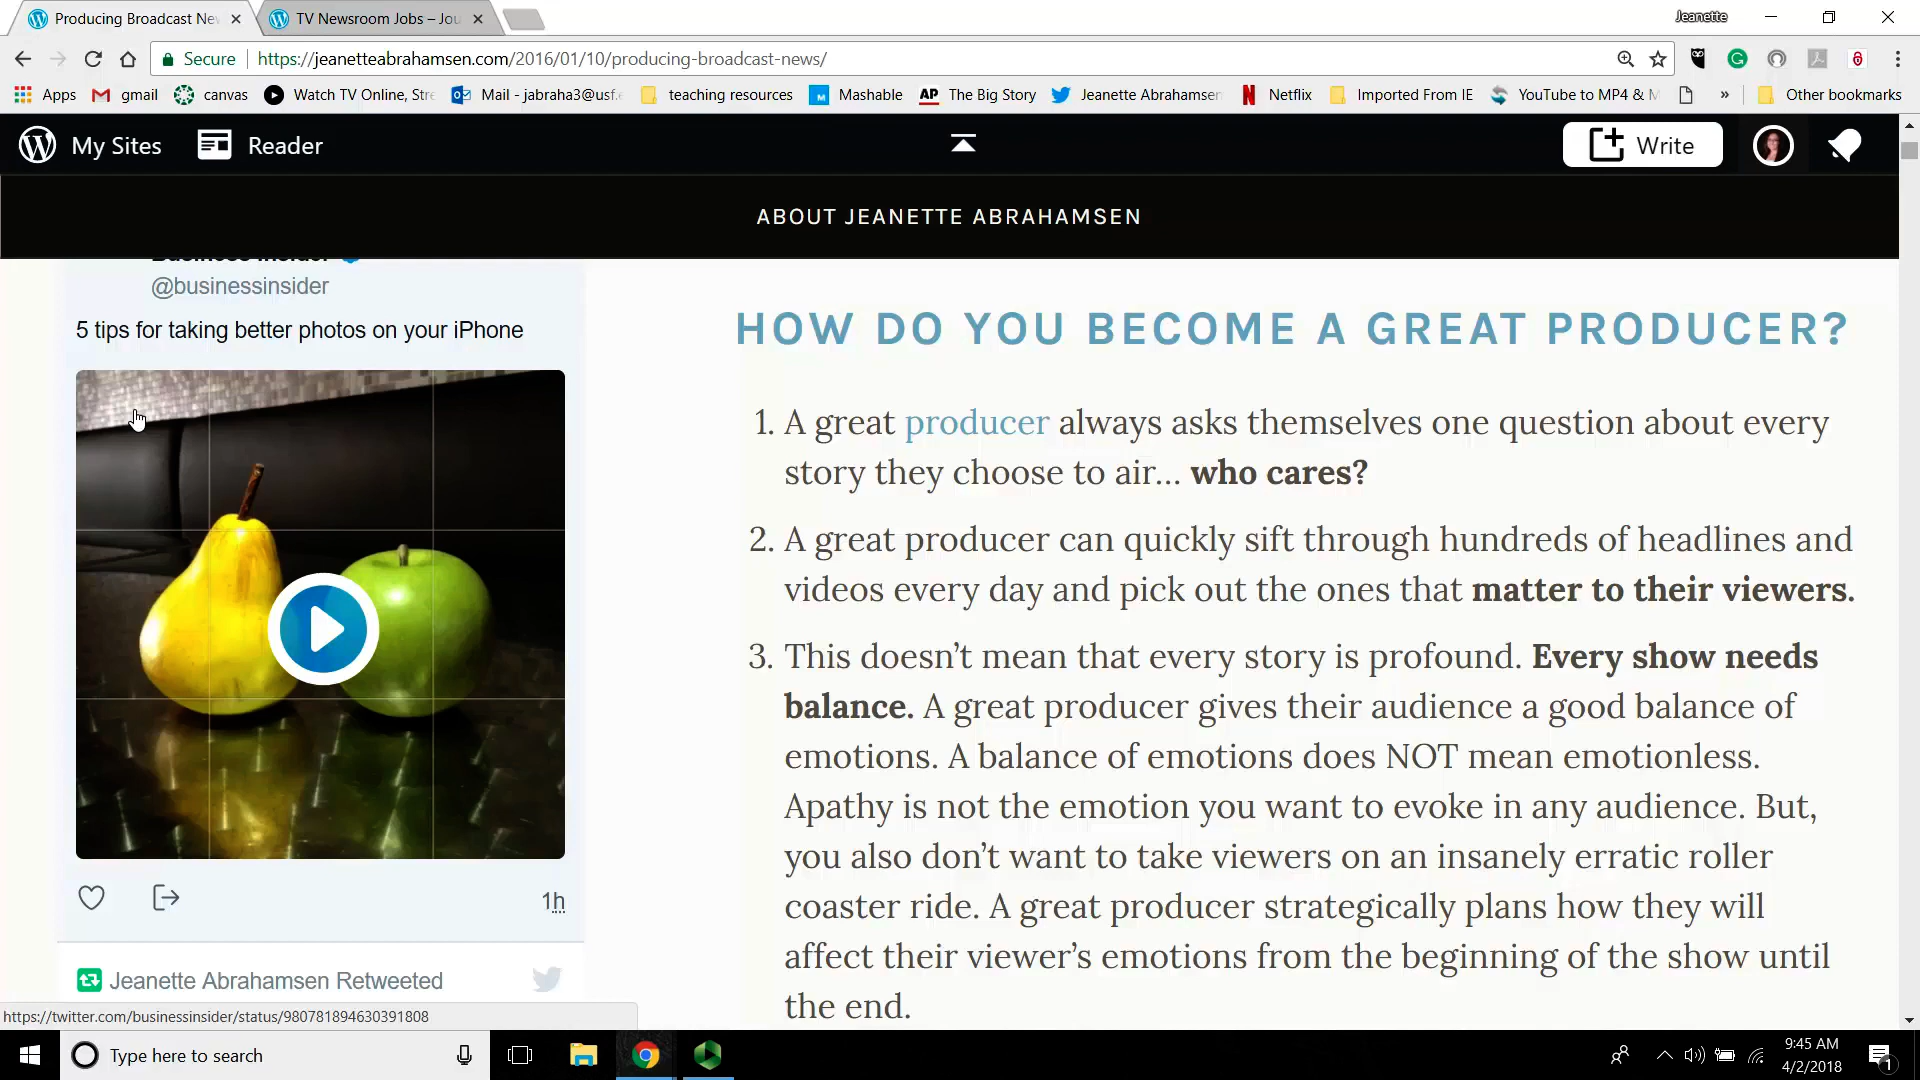 Producing Broadcast Ne
TV Newsroom Jobs – Jou
Jeanette
Secure
https://jeanetteabrahamsen.com/2016/01/10/producing-broadcast-news/
Apps
gmail
canvas
Watch TV Online, Stre
Mail - jabraha3@usf.e
teaching resources
Mashable
AP The Big Story
Jeanette Abrahamsen
Netflix
Imported From IE
YouTube to MP4 & M
»
Other bookmarks
My Sites
Reader
Write
ABOUT JEANETTE ABRAHAMSEN
Business Insider
@businessinsider
5 tips for taking better photos on your iPhone
1h
Jeanette Abrahamsen Retweeted
https://twitter.com/businessinsider/status/980781894630391808
HOW DO YOU BECOME A GREAT PRODUCER?
1. A great producer always asks themselves one question about every
story they choose to air… who cares?
2. A great producer can quickly sift through hundreds of headlines and
videos every day and pick out the ones that matter to their viewers.
3. This doesn’t mean that every story is profound. Every show needs
balance. A great producer gives their audience a good balance of
emotions. A balance of emotions does NOT mean emotionless.
Apathy is not the emotion you want to evoke in any audience. But,
you also don’t want to take viewers on an insanely erratic roller
coaster ride. A great producer strategically plans how they will
affect their viewer’s emotions from the beginning of the show until
the end.
Type here to search
9:45 AM
4/2/2018
1